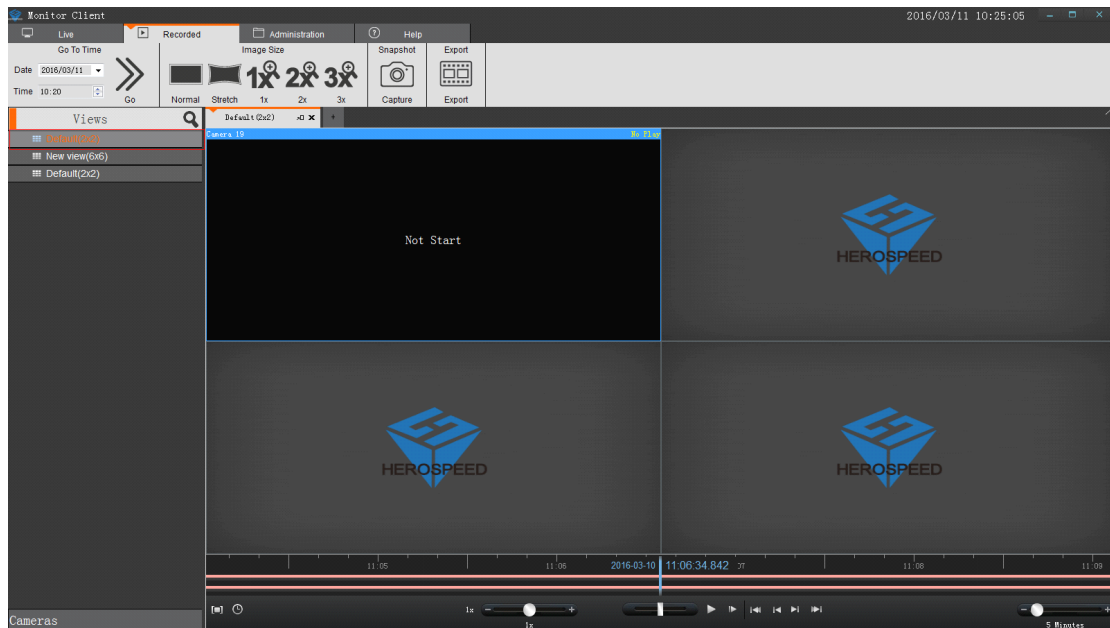 Monitor Client 2016/03/11 10:25:05
Live Recorded Administration Help
Go To Time Image Size Snapshot Export
Date 2016/03/11
Time 10:20
1x 2x 3x
Go Normal Stretch 1x 2x 3x Capture Export
Views Default(2x2)
Camera 19 No Play
New view(6x6)
Default(2x2)
Not Start
HEROSPEED
HEROSPEED
HEROSPEED
11:05 11:06 2016-03-10 11:06:34.842 11:08 11:09
1x
Cameras 1x 5 Minutes